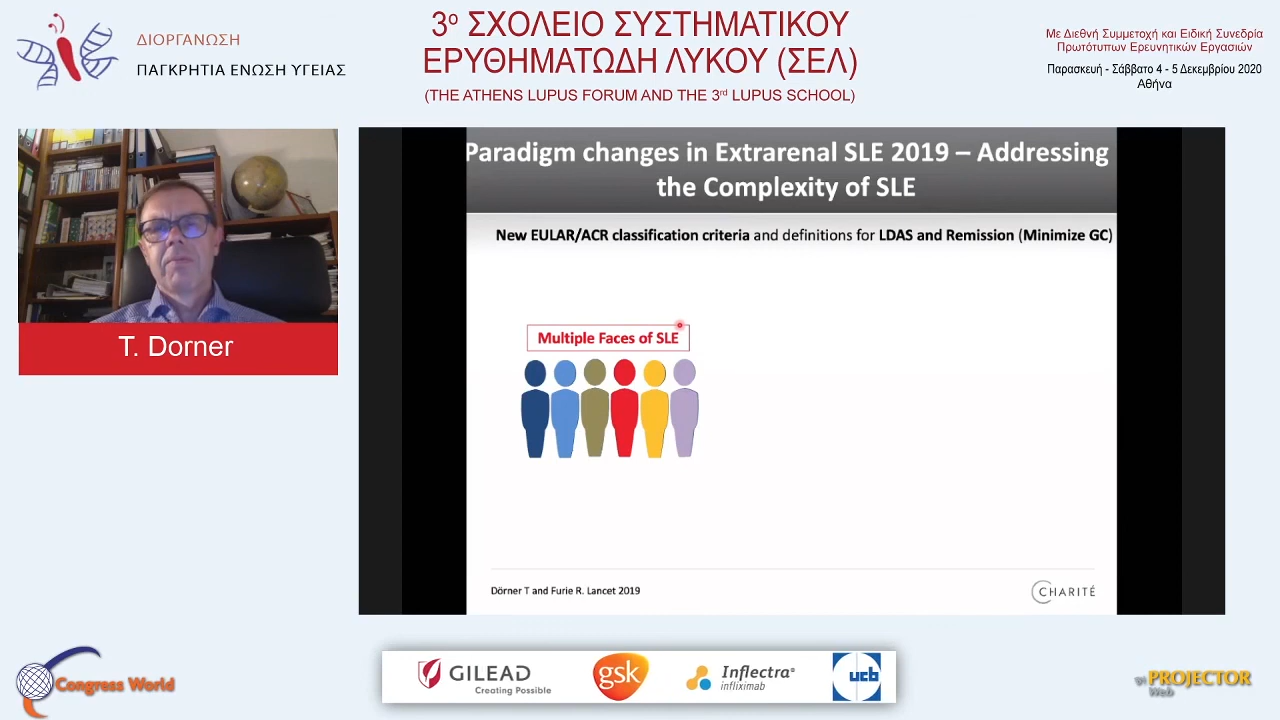 ΔΙΟΡΓΑΝΩΣΗ
ΠΑΓΚΡΗΤΙΑ ΕΝΩΣΗ ΥΓΕΙΑΣ
3ο ΣΧΟΛΕΙΟ ΣΥΣΤΗΜΑΤΙΚΟΥ
ΕΡΥΘΗΜΑΤΩΔΗ ΛΥΚΟΥ (ΣΕΛ)
(THE ATHENS LUPUS FORUM AND THE 3rd LUPUS SCHOOL)
Με Διεθνή Συμμετοχή και Ειδική Συνεδρία
Πρωτότυπων Ερευνητικών Εργασιών
Παρασκευή - Σάββατο 4 - 5 Δεκεμβρίου 2020
Αθήνα
T. Dorner
Paradigm changes in Extrarenal SLE 2019 – Addressing
the Complexity of SLE
New EULAR/ACR classification criteria and definitions for LDAS and Remission (Minimize GC)
Multiple Faces of SLE
Dörner T and Furie R. Lancet 2019
CHARITÉ
Congress World
GILEAD
Creating Possible
gsk
Inflectra
infliximab
ucb
PROJECTOR
Web